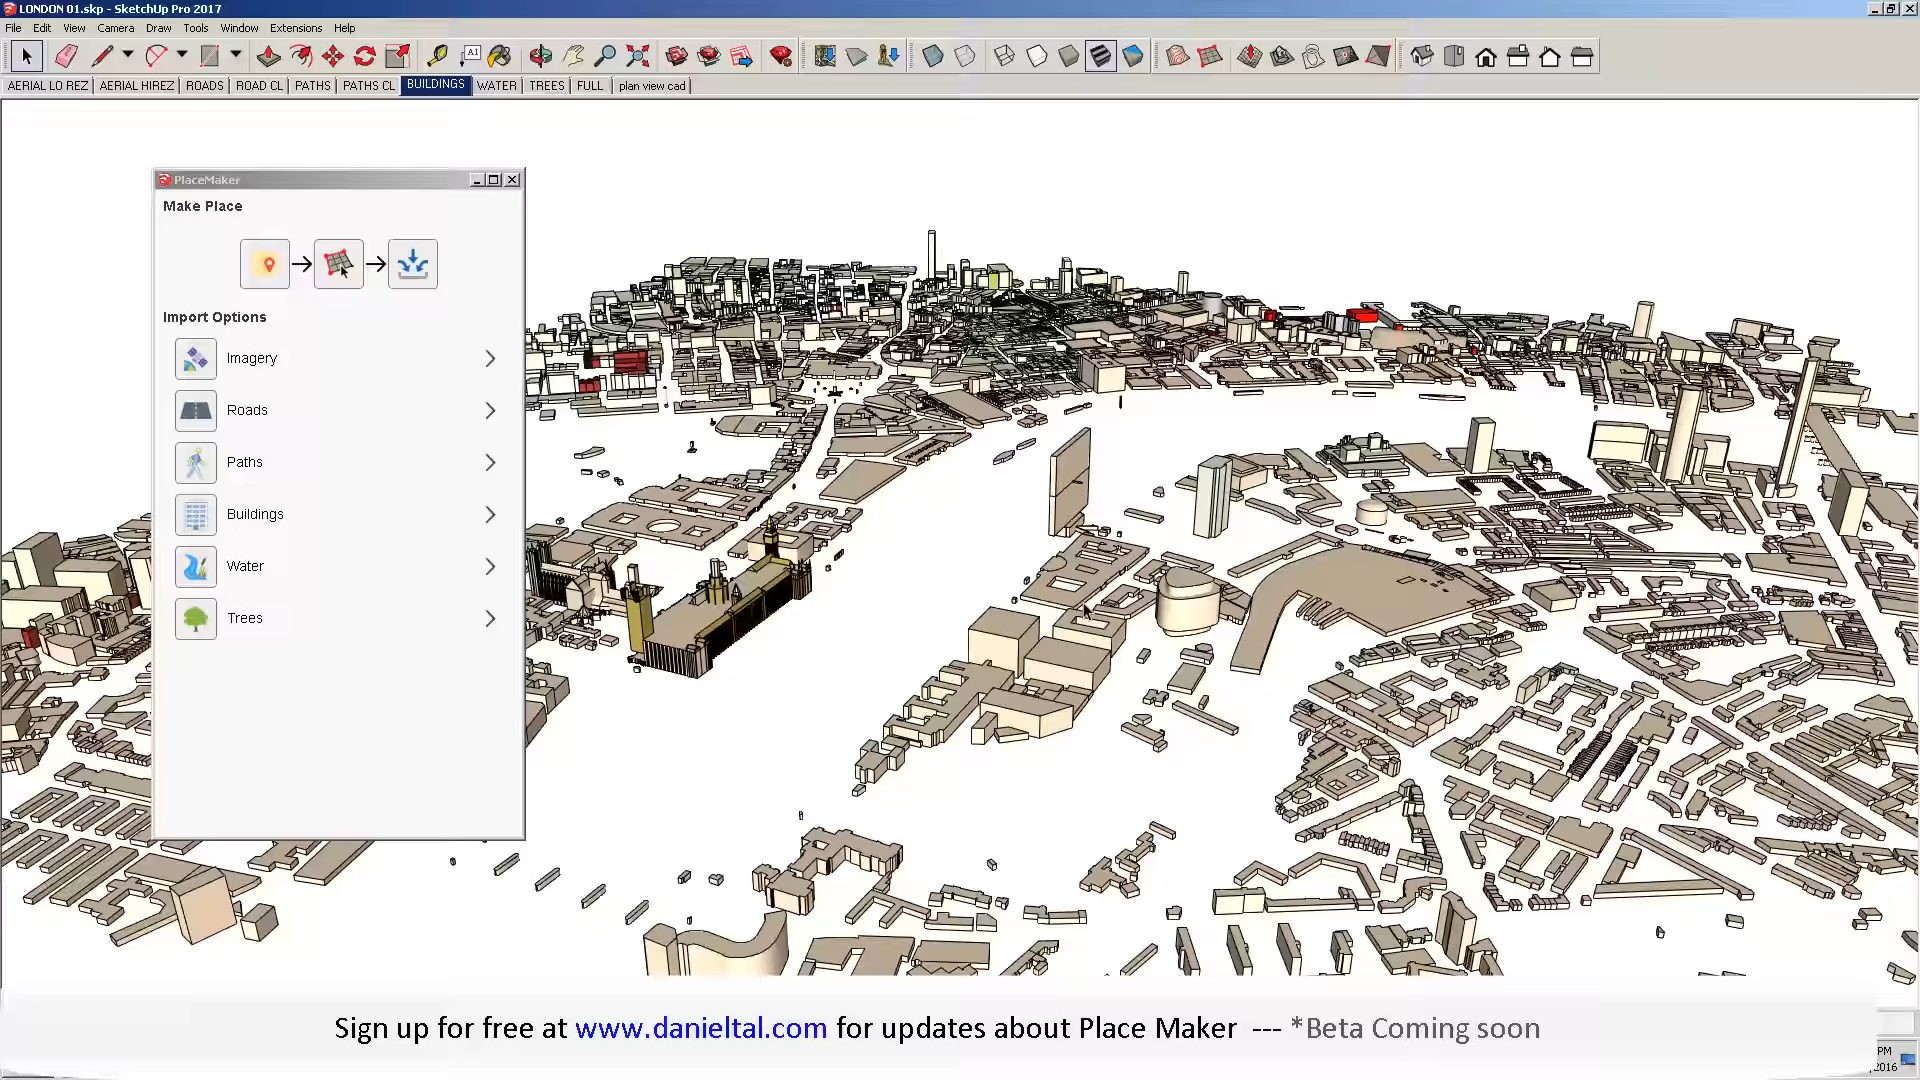 LONDON 01.skp - SketchUp Pro 2017
File Edit View Camera Draw Tools Window Extensions Help
AERIAL LO REZ AERIAL HIREZ ROADS ROAD CL PATHS PATHS CL BUILDINGS WATER TREES FULL plan view cad
PlaceMaker
Make Place
Import Options
Imagery
Roads
Paths
Buildings
Water
Trees
Sign up for free at www.danieltal.com for updates about Place Maker --- *Beta Coming soon
PM
2016